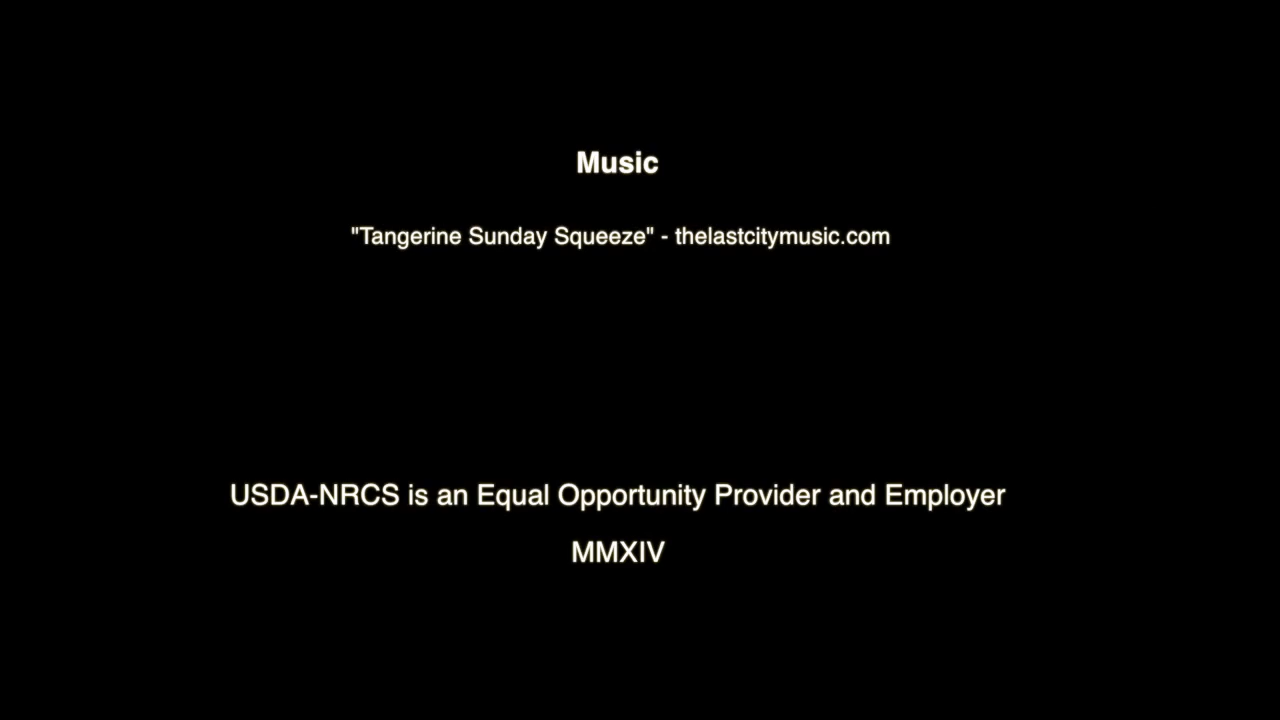 Music
"Tangerine Sunday Squeeze" - thelastcitymusic.com
USDA-NRCS is an Equal Opportunity Provider and Employer
MMXIV